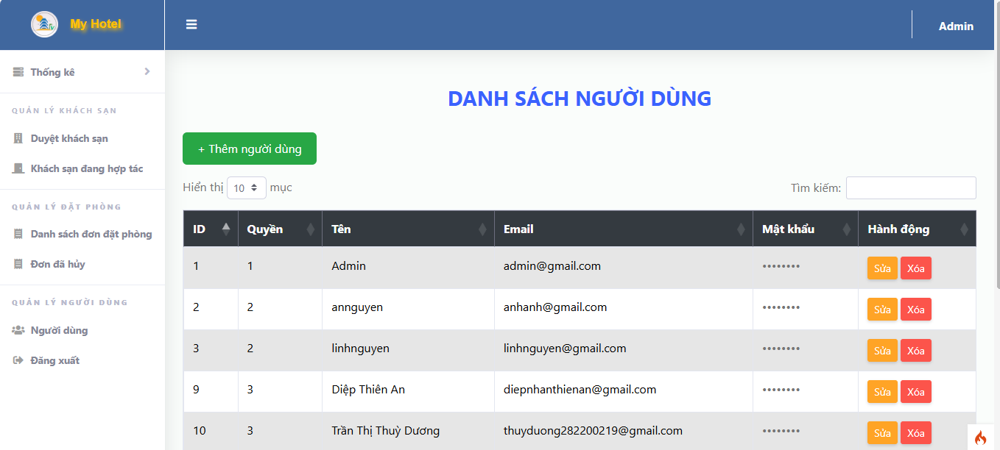 My Hotel
Admin
Thống kê
QUẢN LÝ KHÁCH SẠN
Duyệt khách sạn
Khách sạn đang hợp tác
QUẢN LÝ ĐẶT PHÒNG
Danh sách đơn đặt phòng
Đơn đã hủy
QUẢN LÝ NGƯỜI DÙNG
Người dùng
Đăng xuất
DANH SÁCH NGƯỜI DÙNG
+ Thêm người dùng
Hiển thị 10 mục
Tìm kiếm:
ID Quyền Tên Email Mật khẩu Hành động
1 1 Admin admin@gmail.com •••••••• Sửa Xóa
2 2 annguyen anhanh@gmail.com •••••••• Sửa Xóa
3 2 linhnguyen linhnguyen@gmail.com •••••••• Sửa Xóa
9 3 Diệp Thiên An diepnhanthienan@gmail.com •••••••• Sửa Xóa
10 3 Trần Thị Thuỳ Dương thuyduong282200219@gmail.com •••••••• Sửa Xóa